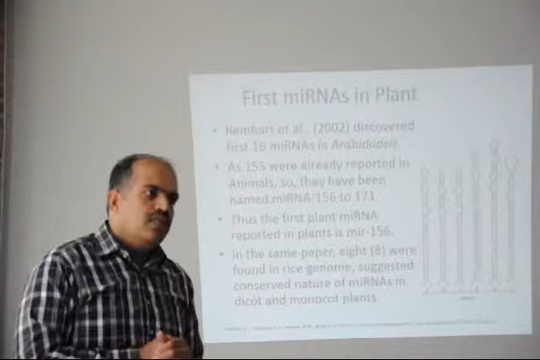 First miRNAs in Plant
• Reinhart et al., (2002) discovered
first 16 miRNAs in Arabidopsis.
• As 155 were already reported in
Animals, so, they have been
named miRNA-156 to 171.
• Thus the first plant miRNA
reported in plants is mir-156.
• In the same paper, eight (8) were
found in rice genome, suggested
conserved nature of miRNAs in
dicot and monocot plants.